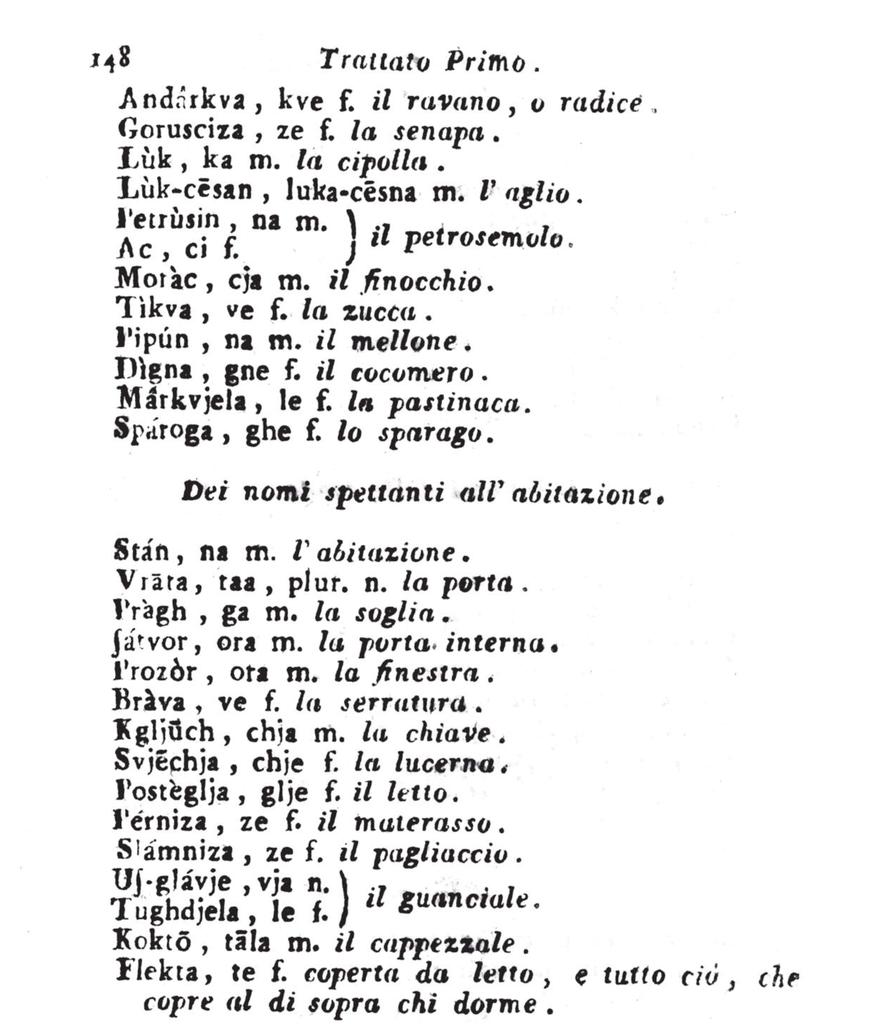 148 Trattato Primo.
Andârkva, kve f. il ravano, o radice.
Gorusciza, ze f. la senapa.
Lùk, ka m. la cipolla.
Lùk-cēsan, luka-cēsna m. l' aglio.
Petrùsin, na m.
Ac, ci f. } il petrosemolo.
Moràc, cja m. il finocchio.
Tìkva, ve f. la zucca.
Pipún, na m. il mellone.
Dìgna, gne f. il cocomero.
Mârkvjela, le f. la pastinaca.
Spároga, ghe f. lo sparago.
Dei nomi spettanti all' abitazione.
Stán, na m. l' abitazione.
Vrāta, taa, plur. n. la porta.
Pràgh, ga m. la soglia.
ſátvor, ora m. la porta interna.
Prozòr, ora m. la finestra.
Bràva, ve f. la serratura.
Kgljūch, chja m. la chiave.
Svjēchja, chje f. la lucerna.
Postèglja, glje f. il letto.
Pérniza, ze f. il materasso.
Slámniza, ze f. il pagliaccio.
Uſ-glávje, vja n.
Tughdjela, le f. } il guanciale.
Koktō, tāla m. il cappezzale.
Flekta, te f. coperta da letto, e tutto ciò, che
copre al di sopra chi dorme.